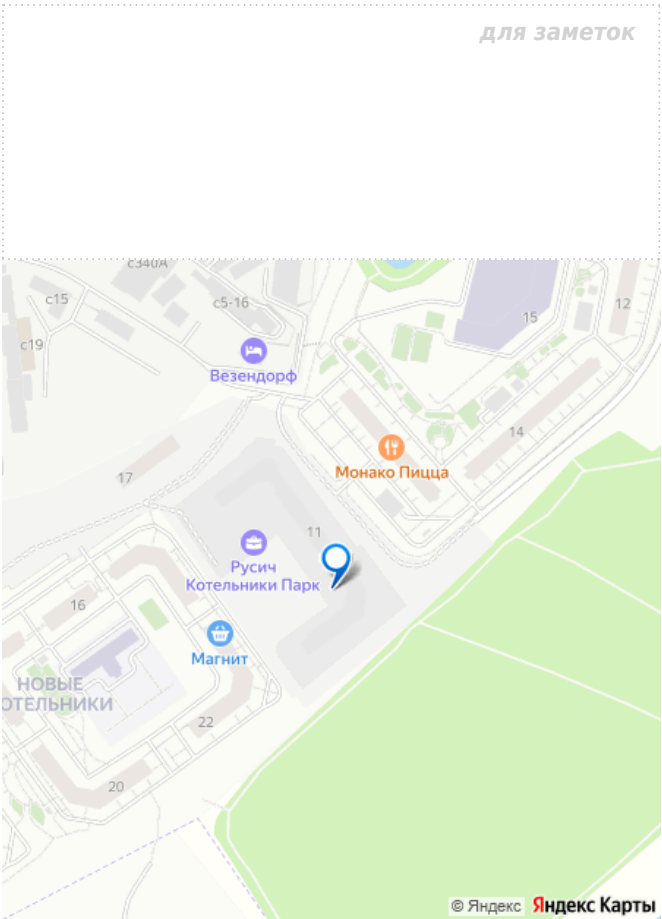 для заметок
с340А
с15
с5-16
12
15
с19
Везендорф
14
Монако Пицца
17
11
Русич
Котельники Парк
16
Магнит
НОВЫЕ
ОТЕЛЬНИКИ
22
20
© Яндекс Яндекс Карты